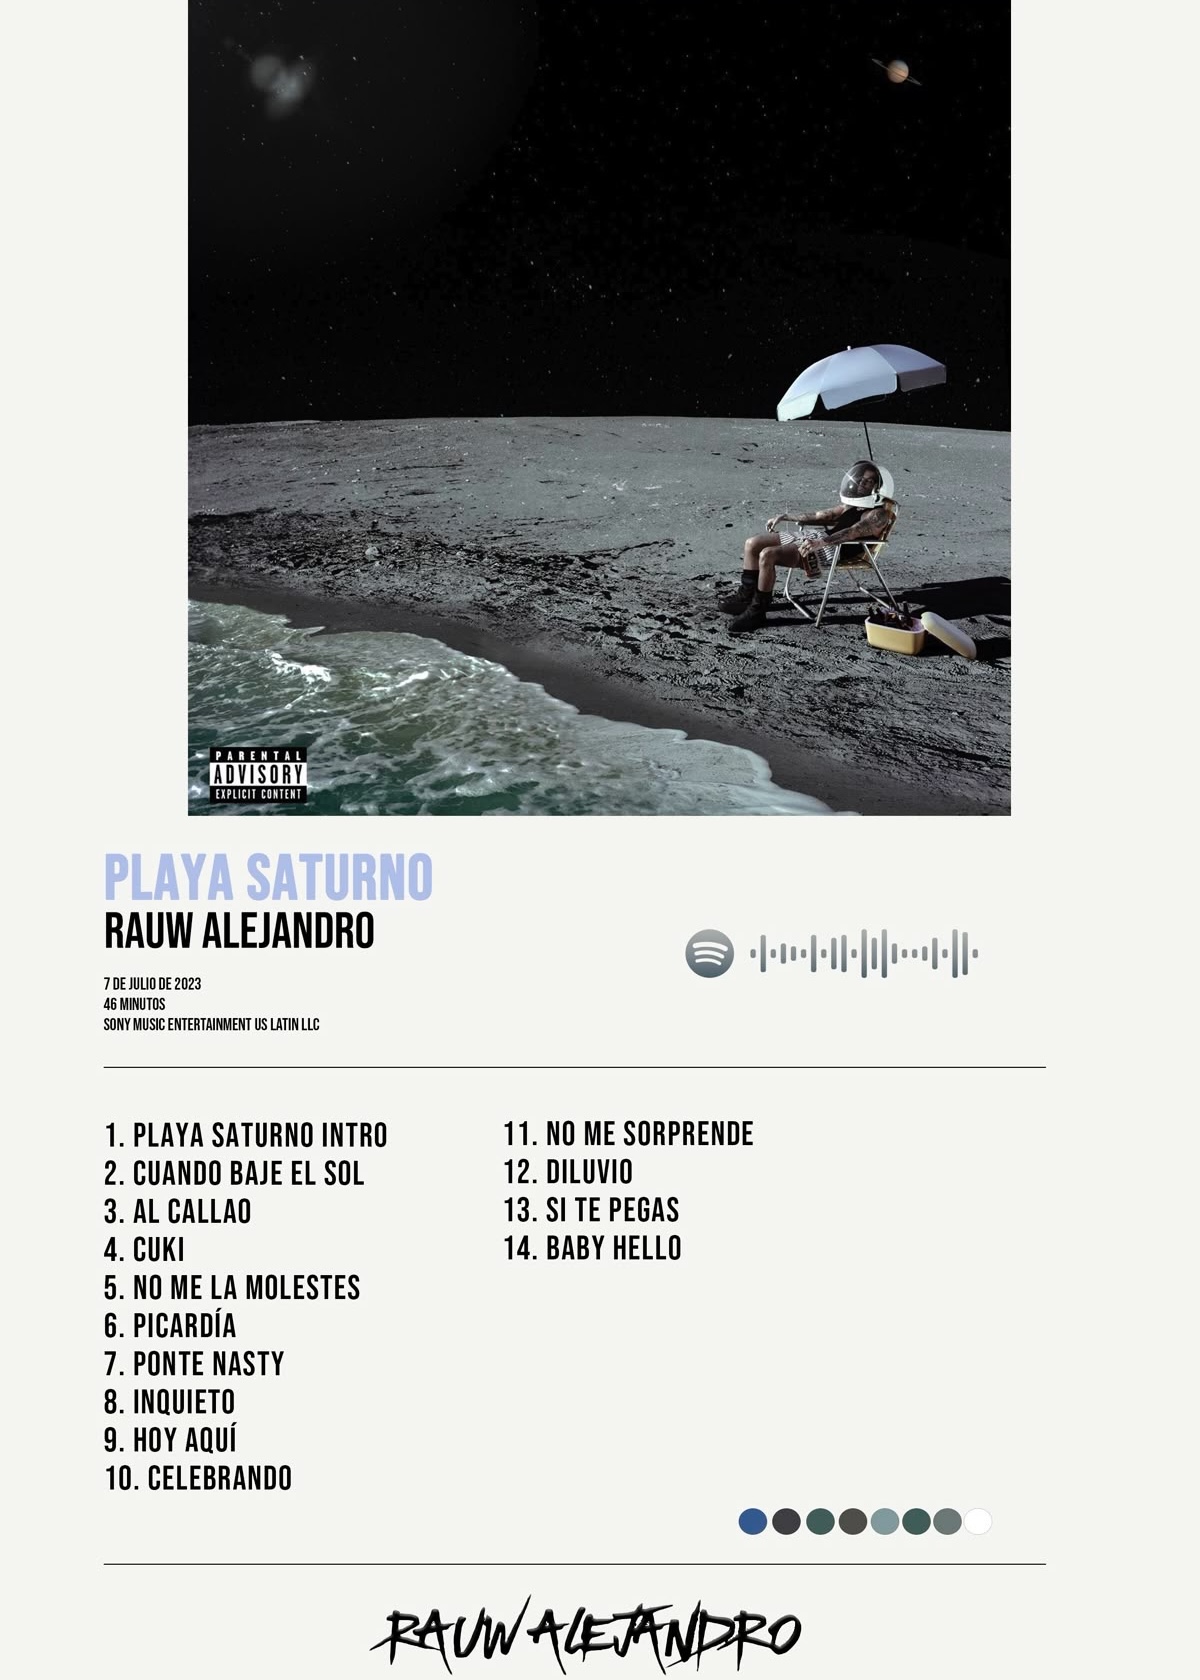 PARENTAL
ADVISORY
EXPLICIT CONTENT
PLAYA SATURNO
RAUW ALEJANDRO
7 DE JULIO DE 2023
46 MINUTOS
SONY MUSIC ENTERTAINMENT US LATIN LLC
1. PLAYA SATURNO INTRO
2. CUANDO BAJE EL SOL
3. AL CALLAO
4. CUKI
5. NO ME LA MOLESTES
6. PICARDÍA
7. PONTE NASTY
8. INQUIETO
9. HOY AQUÍ
10. CELEBRANDO
11. NO ME SORPRENDE
12. DILUVIO
13. SI TE PEGAS
14. BABY HELLO
RAUW ALEJANDRO